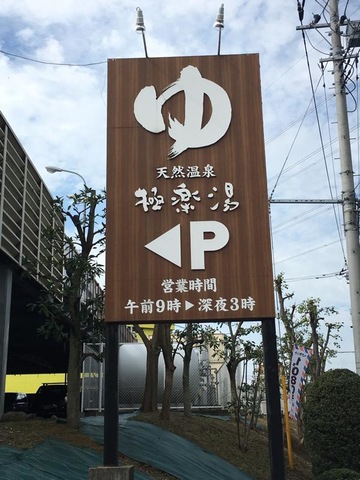 ゆ
天然温泉
極楽湯
◀P
営業時間
午前9時▶深夜3時